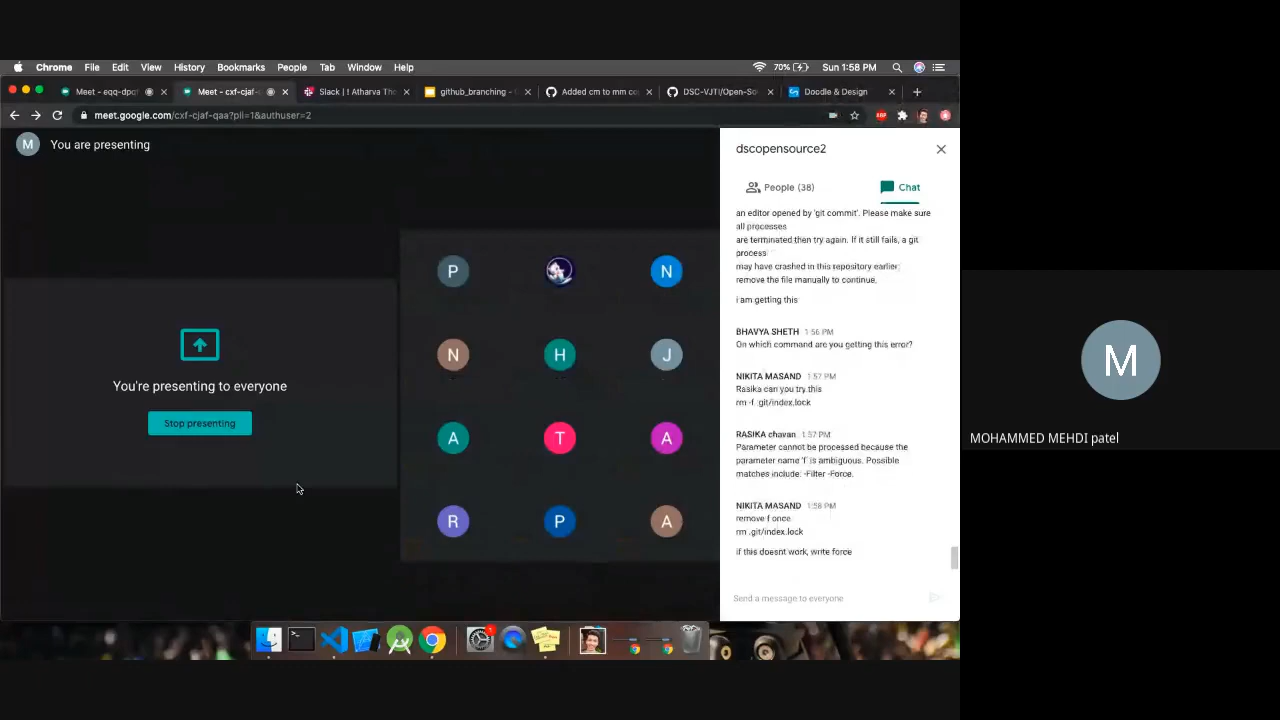 Chrome File Edit View History Bookmarks People Tab Window Help
70% Sun 1:58 PM
Meet - eqq-dpq
Meet - cxf-cjaf-
Slack | ! Atharva Tho
github_branching - G
Added cm to mm co
DSC-VJTI/Open-So
Doodle & Design
meet.google.com/cxf-cjaf-qaa?pli=1&authuser=2
ABP
M
You are presenting
dscopensource2
People (38)
Chat
an editor opened by 'git commit'. Please make sure
all processes
are terminated then try again. If it still fails, a git
process
may have crashed in this repository earlier:
remove the file manually to continue.
i am getting this
BHAVYA SHETH 1:56 PM
On which command are you getting this error?
NIKITA MASAND 1:57 PM
Rasika can you try this
rm -f .git/index.lock
RASIKA chavan 1:57 PM
Parameter cannot be processed because the
parameter name 'f' is ambiguous. Possible
matches include: -Filter -Force.
NIKITA MASAND 1:58 PM
remove f once
rm .git/index.lock
if this doesnt work, write force
Send a message to everyone
You're presenting to everyone
Stop presenting
P
N
N
H
J
A
T
A
R
P
A
M
MOHAMMED MEHDI patel